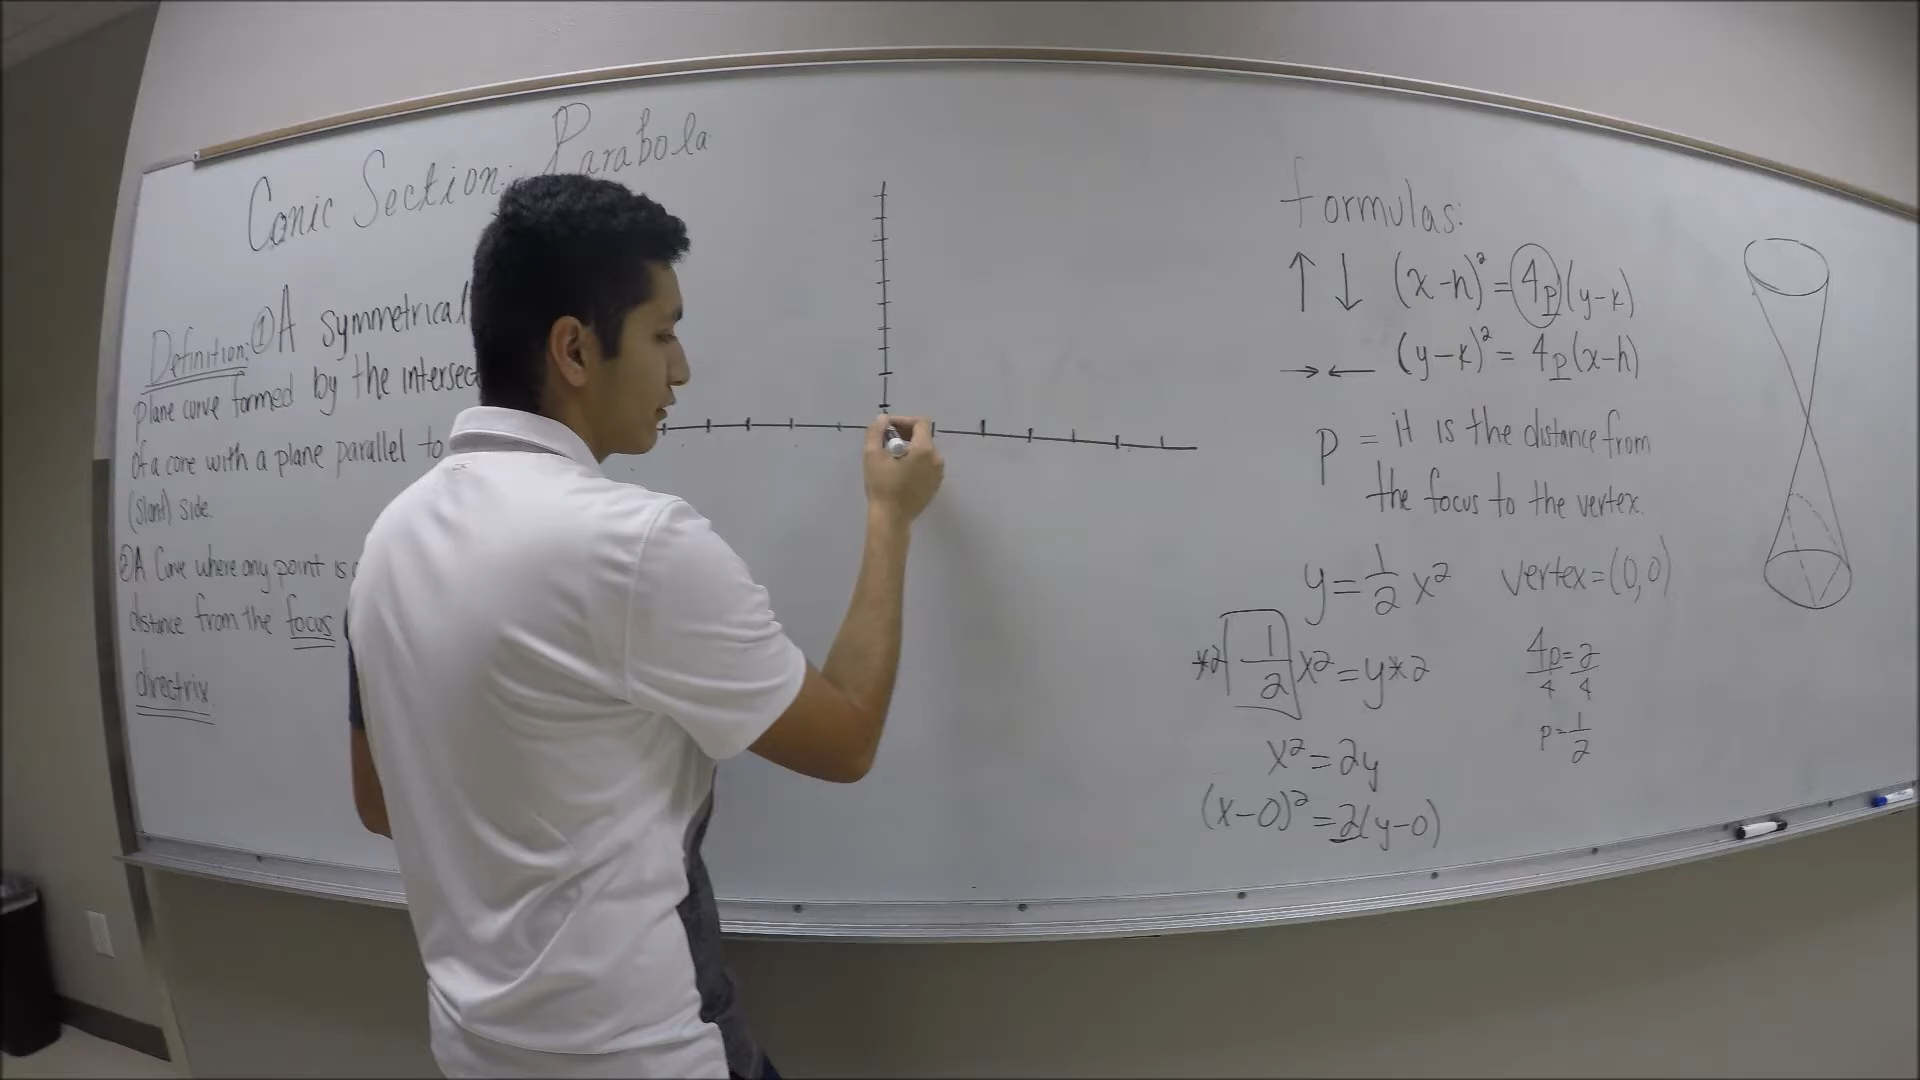 Conic Section: Parabola
Definition: ① A symmetrical
plane curve formed by the intersec
of a cone with a plane parallel to
(slant) side.
② A Curve where any point is
distance from the focus
directrix
formulas:
↑ ↓ (x-h)² = 4p(y-k)
→← (y-k)² = 4p(x-h)
p = it is the distance from
the focus to the vertex.
y = 1/2 x² vertex = (0,0)
*2 1/2 x² = y*2
x² = 2y
(x-0)² = 2(y-0)
4p/4 = 2/4
p = 1/2